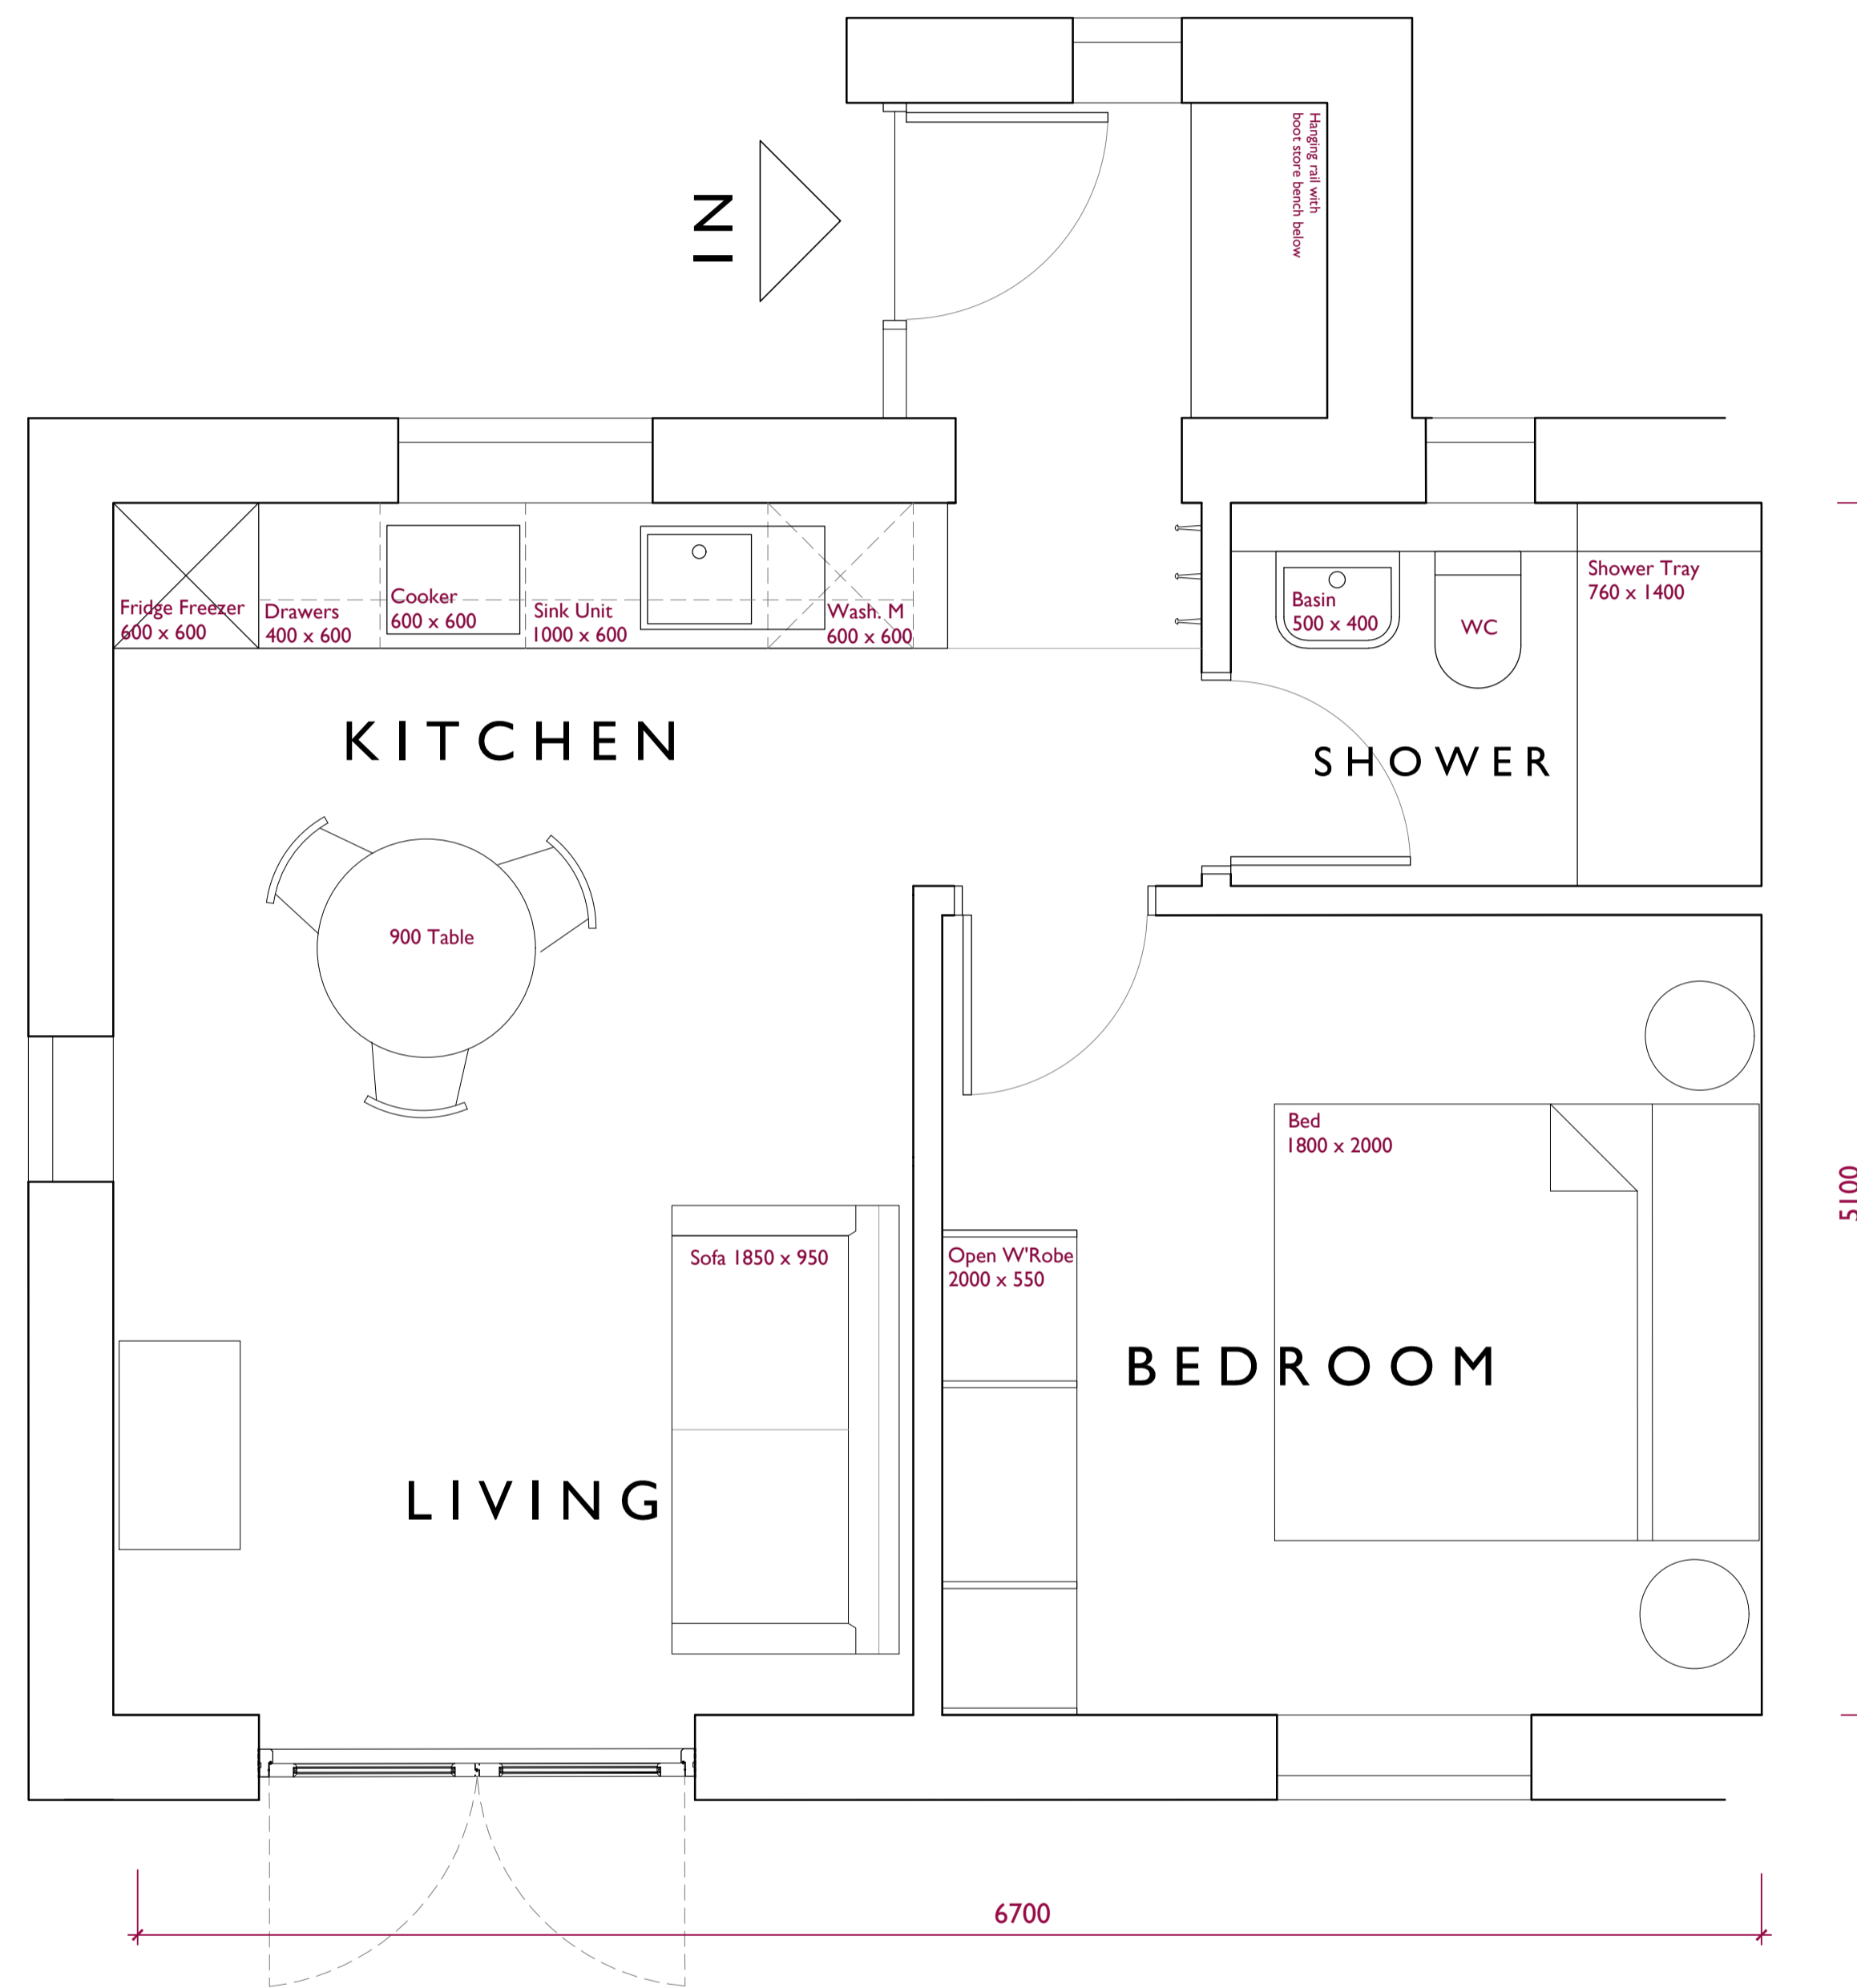 Hanging rail with
boot store bench below
IN
Fridge Freezer
600 x 600
Drawers
400 x 600
Cooker
600 x 600
Sink Unit
1000 x 600
Wash. M
600 x 600
Basin
500 x 400
WC
Shower Tray
760 x 1400
KITCHEN
SHOWER
900 Table
Bed
1800 x 2000
5100
Sofa 1850 x 950
Open W'Robe
2000 x 550
BEDROOM
LIVING
6700